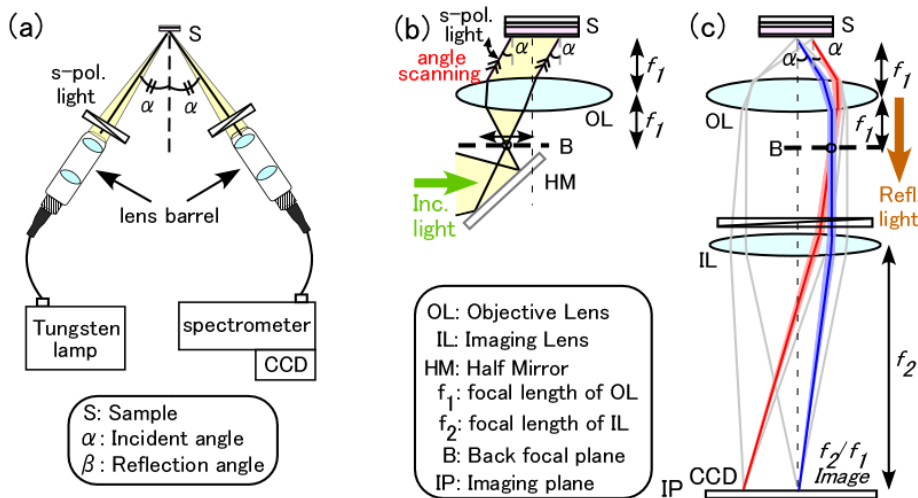 (a)
S
s-pol.
light
α
α
lens barrel
Tungsten
lamp
spectrometer
CCD
S: Sample
α: Incident angle
β: Reflection angle
(b)
s-pol.
light
α
α
S
angle
scanning
f1
OL
f1
B
HM
Inc.
light
OL: Objective Lens
IL: Imaging Lens
HM: Half Mirror
f1: focal length of OL
f2: focal length of IL
B: Back focal plane
IP: Imaging plane
(c)
S
α
α
f1
OL
f1
B
Refl.
light
IL
f2
f2/f1
Image
IP
CCD